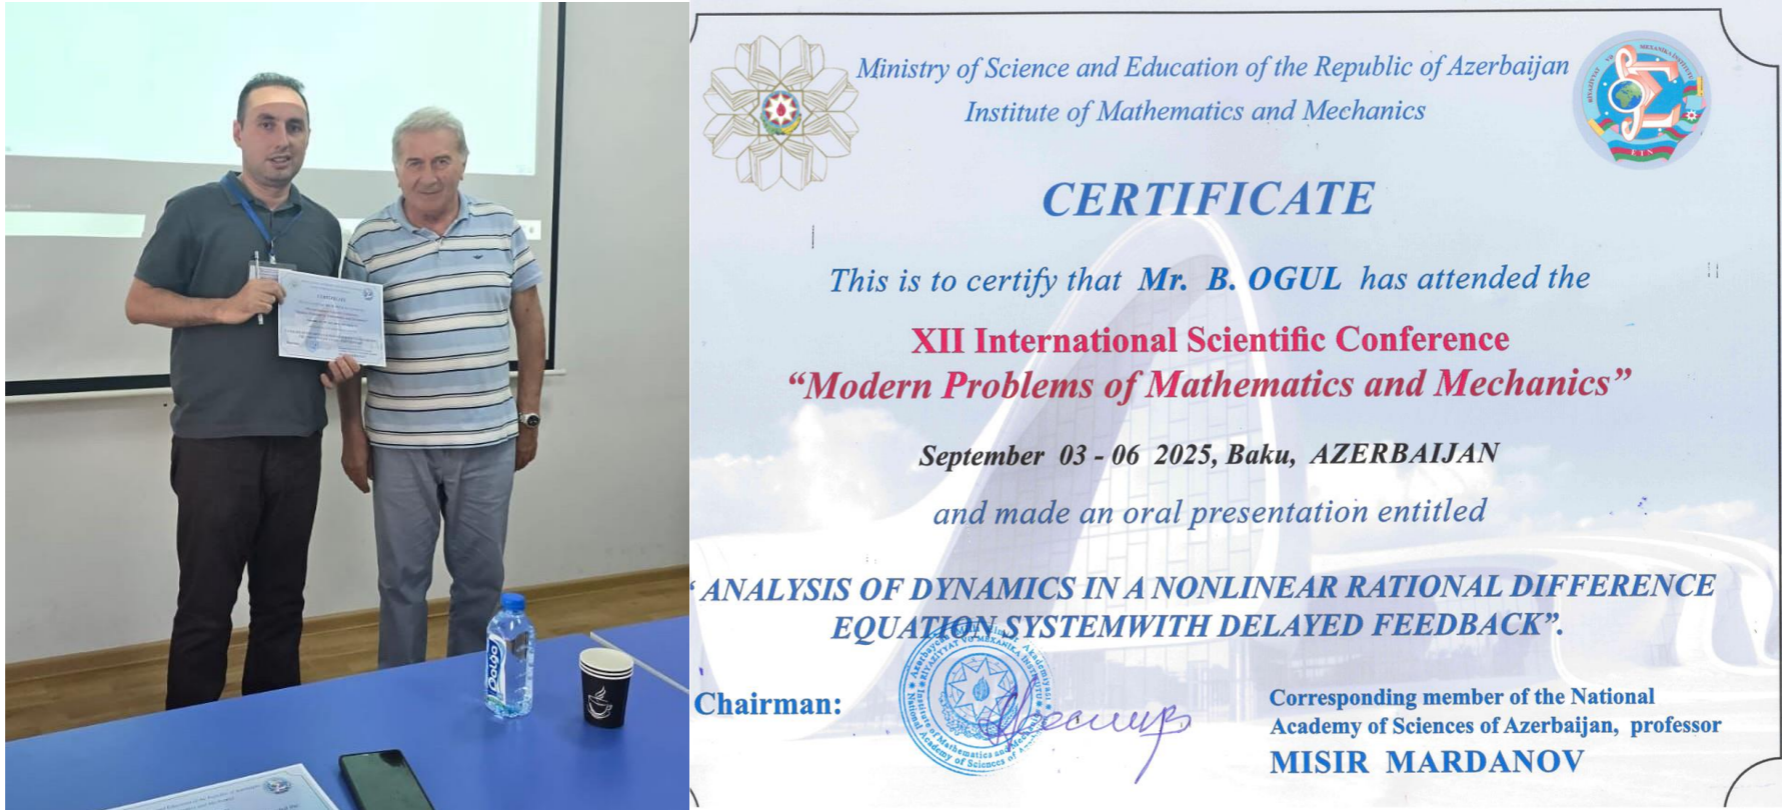 CERTIFICATE
Qalga
Ministry of Science and Education of the Republic of Azerbaijan
Institute of Mathematics and Mechanics
CERTIFICATE
This is to certify that Mr. B. OGUL has attended the
XII International Scientific Conference
“Modern Problems of Mathematics and Mechanics”
September 03 - 06 2025, Baku, AZERBAIJAN
and made an oral presentation entitled
‘ ANALYSIS OF DYNAMICS IN A NONLINEAR RATIONAL DIFFERENCE
EQUATION SYSTEMWITH DELAYED FEEDBACK”.
Chairman:
Corresponding member of the National
Academy of Sciences of Azerbaijan, professor
MISIR MARDANOV